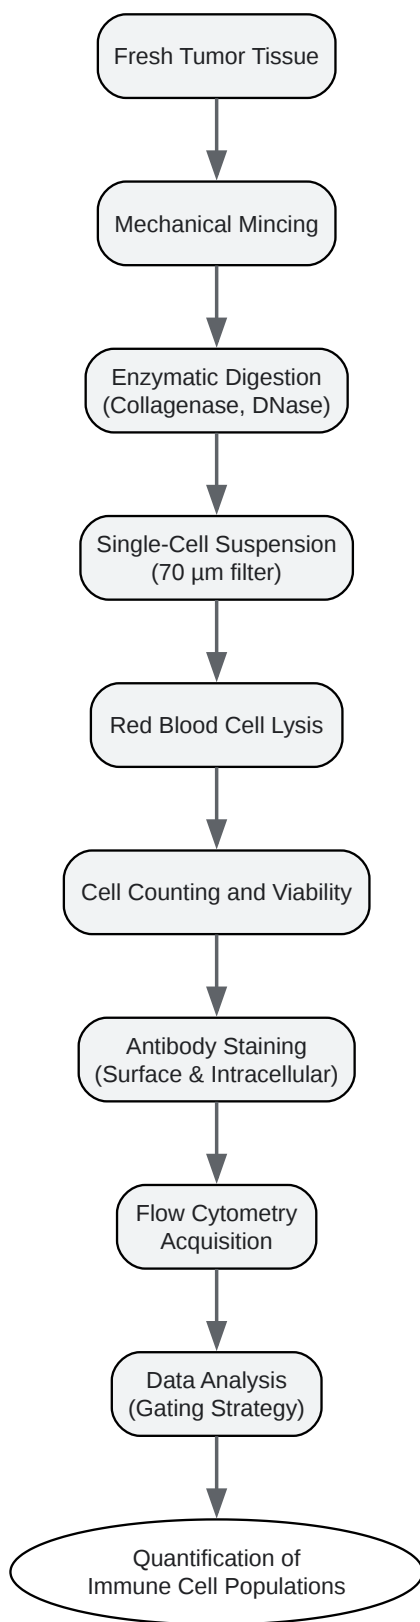 Fresh Tumor Tissue
Mechanical Mincing
Enzymatic Digestion
(Collagenase, DNase)
Single-Cell Suspension
(70 µm filter)
Red Blood Cell Lysis
Cell Counting and Viability
Antibody Staining
(Surface & Intracellular)
Flow Cytometry
Acquisition
Data Analysis
(Gating Strategy)
Quantification of
Immune Cell Populations